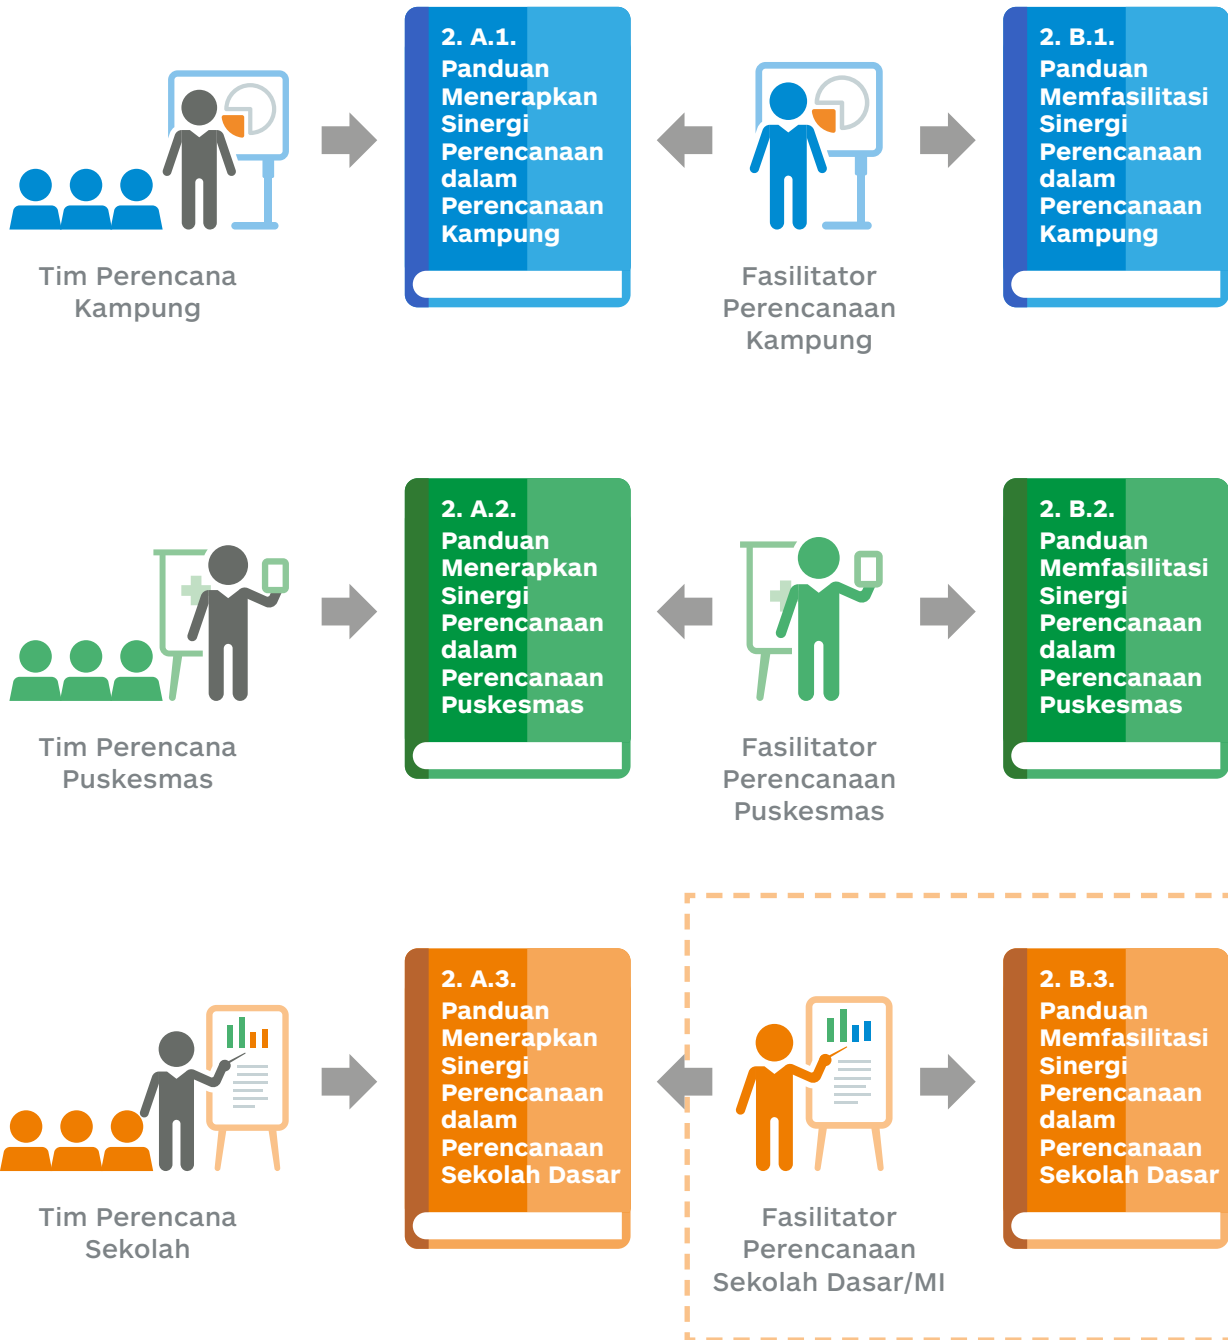 2. A.1.
Panduan
Menerapkan
Sinergi
Perencanaan
dalam
Perencanaan
Kampung
2. B.1.
Panduan
Memfasilitasi
Sinergi
Perencanaan
dalam
Perencanaan
Kampung
Tim Perencana
Kampung
Fasilitator
Perencanaan
Kampung
2. A.2.
Panduan
Menerapkan
Sinergi
Perencanaan
dalam
Perencanaan
Puskesmas
2. B.2.
Panduan
Memfasilitasi
Sinergi
Perencanaan
dalam
Perencanaan
Puskesmas
Tim Perencana
Puskesmas
Fasilitator
Perencanaan
Puskesmas
2. A.3.
Panduan
Menerapkan
Sinergi
Perencanaan
dalam
Perencanaan
Sekolah Dasar
2. B.3.
Panduan
Memfasilitasi
Sinergi
Perencanaan
dalam
Perencanaan
Sekolah Dasar
Tim Perencana
Sekolah
Fasilitator
Perencanaan
Sekolah Dasar/MI